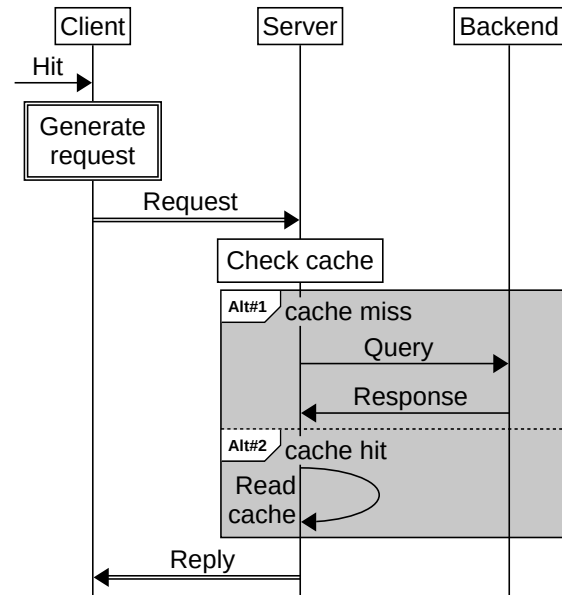 Client Server Backend
Hit
Generate
request
Request
Check cache
Alt#1 cache miss
Query
Response
Alt#2 cache hit
Read
cache
Reply